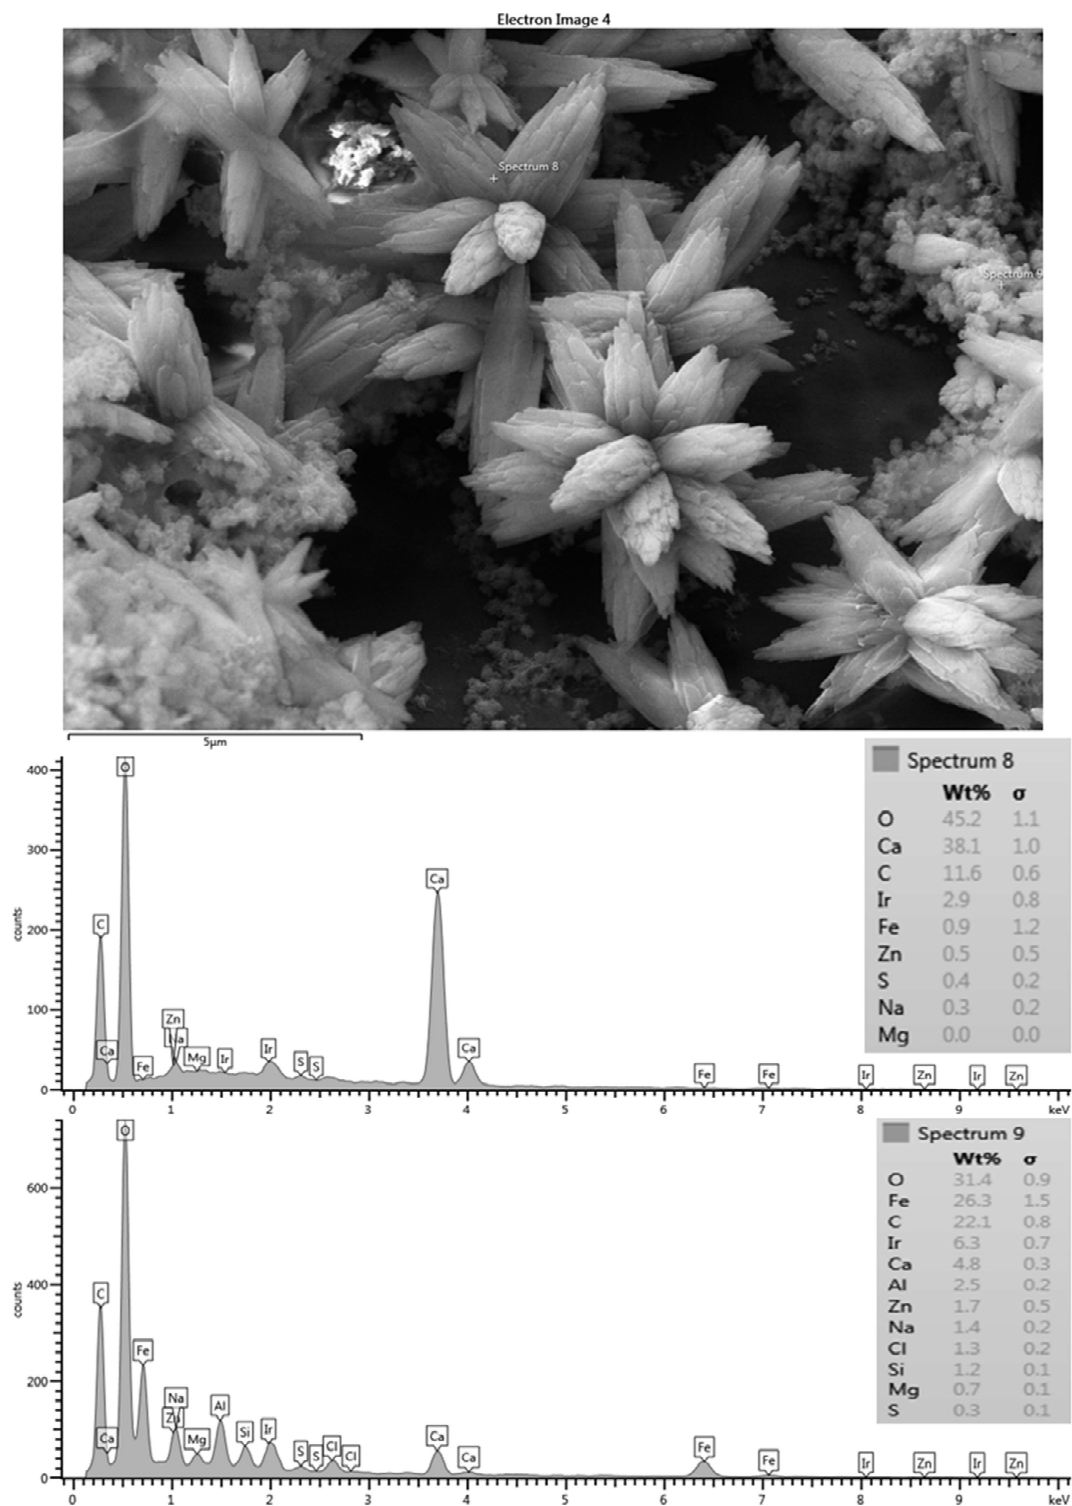 Electron Image 4
Spectrum 8
Spectrum 9
5μm
Spectrum 8
Wt% σ
O 45.2 1.1
Ca 38.1 1.0
C 11.6 0.6
Ir 2.9 0.8
Fe 0.9 1.2
Zn 0.5 0.5
S 0.4 0.2
Na 0.3 0.2
Mg 0.0 0.0
counts
400
300
200
100
0
C
Ca
O
Fe
Zn
Na
Mg
Ir
Ir
S
S
Ca
Ca
Fe
Fe
Ir
Zn
Ir
Zn
0 1 2 3 4 5 6 7 8 9 keV
Spectrum 9
Wt% σ
O 31.4 0.9
Fe 26.3 1.5
C 22.1 0.8
Ir 6.3 0.7
Ca 4.8 0.3
Al 2.5 0.2
Zn 1.7 0.5
Na 1.4 0.2
Cl 1.3 0.2
Si 1.2 0.1
Mg 0.7 0.1
S 0.3 0.1
counts
600
400
200
0
C
Ca
O
Fe
Na
Zn
Mg
Al
Si
Ir
S
S
Cl
Cl
Ca
Ca
Fe
Fe
Ir
Zn
Ir
Zn
0 1 2 3 4 5 6 7 8 9 keV